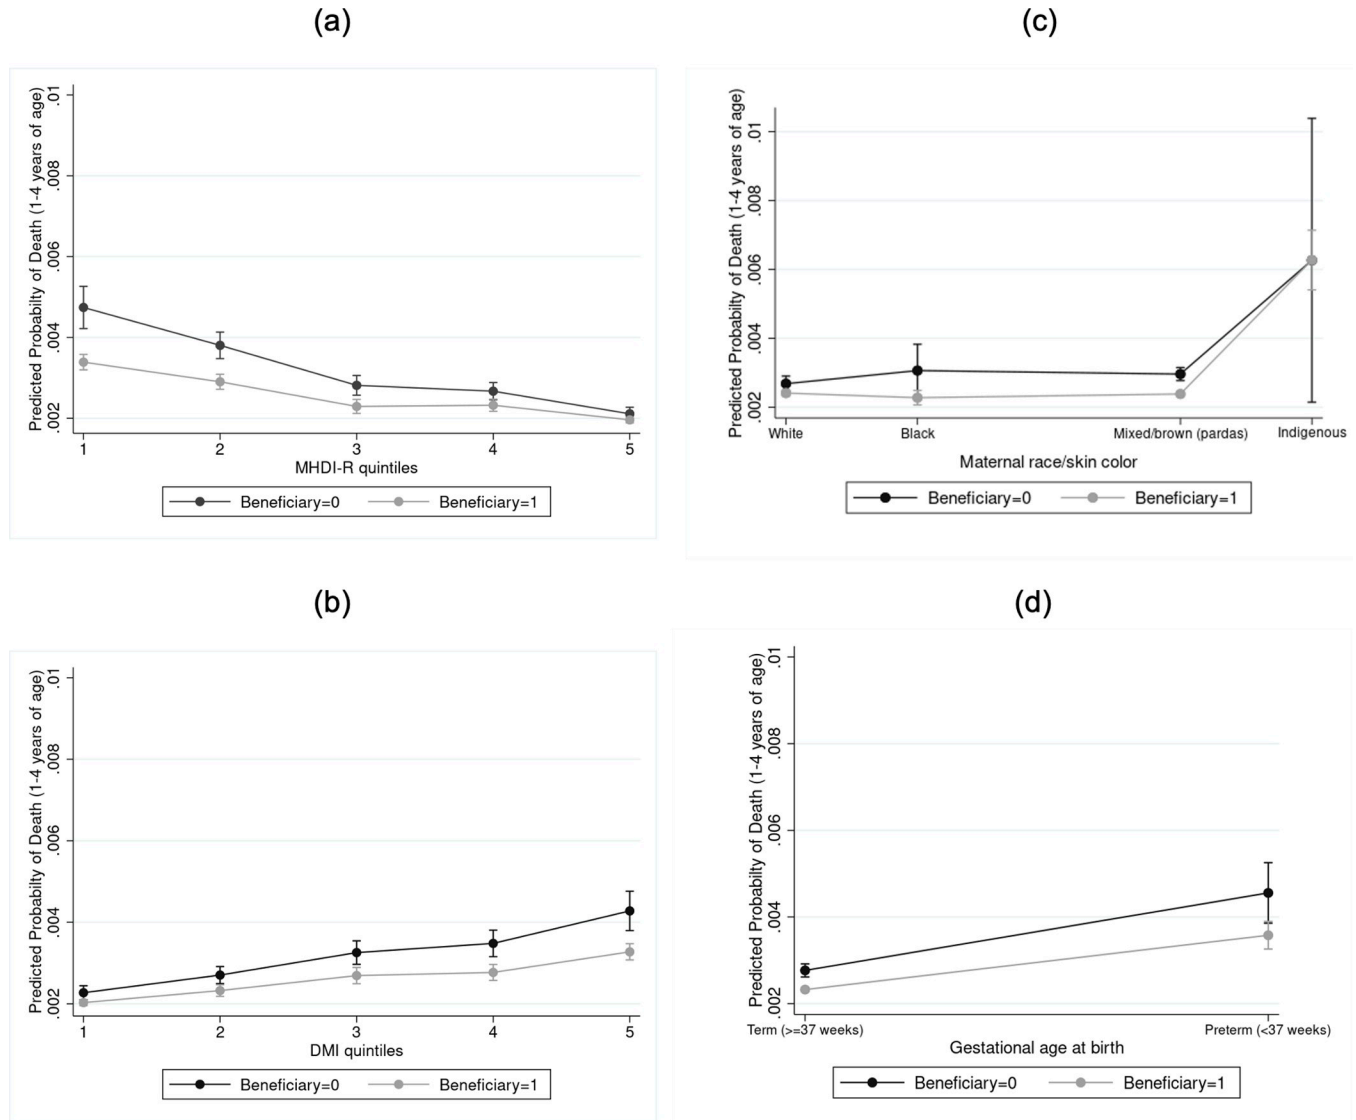 (a)
Predicted Probabilty of Death (1-4 years of age)
.01
.008
.006
.004
.002
1 2 3 4 5
MHDI-R quintiles
Beneficiary=0 Beneficiary=1
(c)
Predicted Probabilty of Death (1-4 years of age)
.01
.008
.006
.004
.002
White Black Mixed/brown (pardas) Indigenous
Maternal race/skin color
Beneficiary=0 Beneficiary=1
(b)
Predicted Probabilty of Death (1-4 years of age)
.01
.008
.006
.004
.002
1 2 3 4 5
DMI quintiles
Beneficiary=0 Beneficiary=1
(d)
Predicted Probabilty of Death (1-4 years of age)
.01
.008
.006
.004
.002
Term (>=37 weeks) Preterm (<37 weeks)
Gestational age at birth
Beneficiary=0 Beneficiary=1